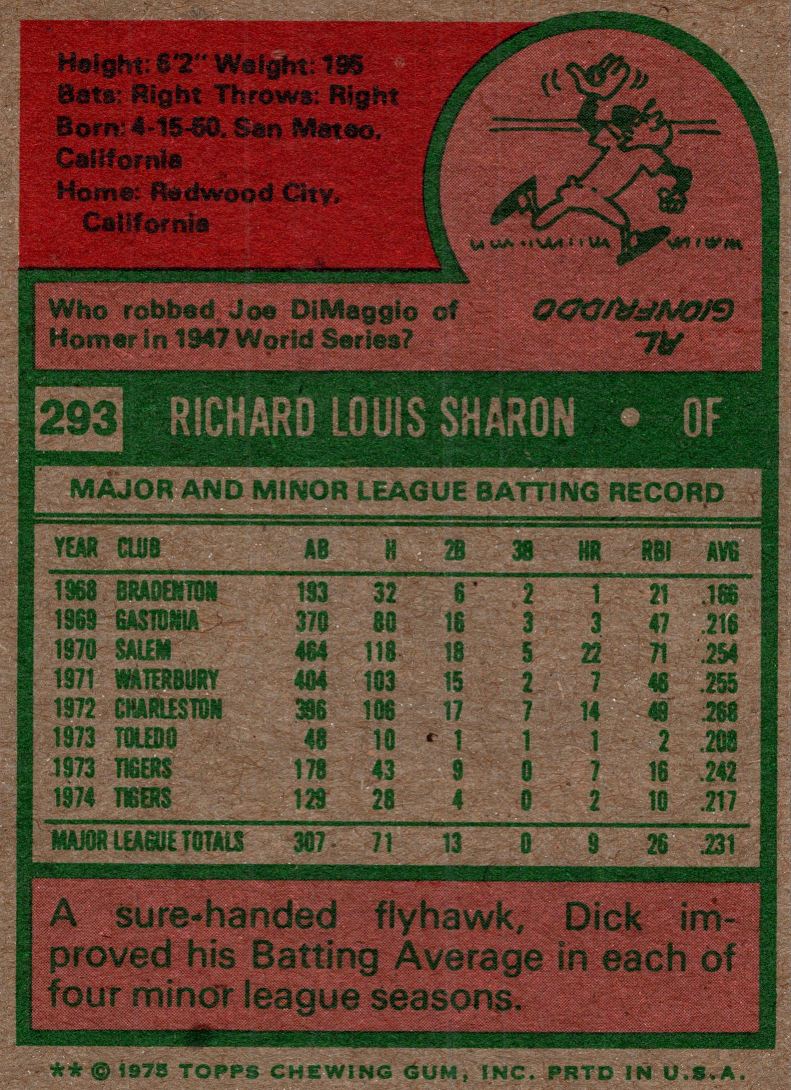 Height: 6'2" Weight: 195
Bats: Right Throws: Right
Born: 4-15-50, San Mateo,
California
Home: Redwood City,
California
Who robbed Joe DiMaggio of
Homer in 1947 World Series?
AL
GIONFRIDDO
293 RICHARD LOUIS SHARON • OF
MAJOR AND MINOR LEAGUE BATTING RECORD
YEAR CLUB AB H 2B 3B HR RBI AVG
1968 BRADENTON 193 32 6 2 1 21 .166
1969 GASTONIA 370 80 16 3 3 47 .216
1970 SALEM 464 118 18 5 22 71 .254
1971 WATERBURY 404 103 15 2 7 46 .255
1972 CHARLESTON 396 106 17 7 14 49 .268
1973 TOLEDO 48 10 1 1 1 2 .208
1973 TIGERS 178 43 9 0 7 16 .242
1974 TIGERS 129 28 4 0 2 10 .217
MAJOR LEAGUE TOTALS 307 71 13 0 9 26 .231
A sure-handed flyhawk, Dick im-
proved his Batting Average in each of
four minor league seasons.
** © 1975 TOPPS CHEWING GUM, INC. PRTD IN U.S.A.